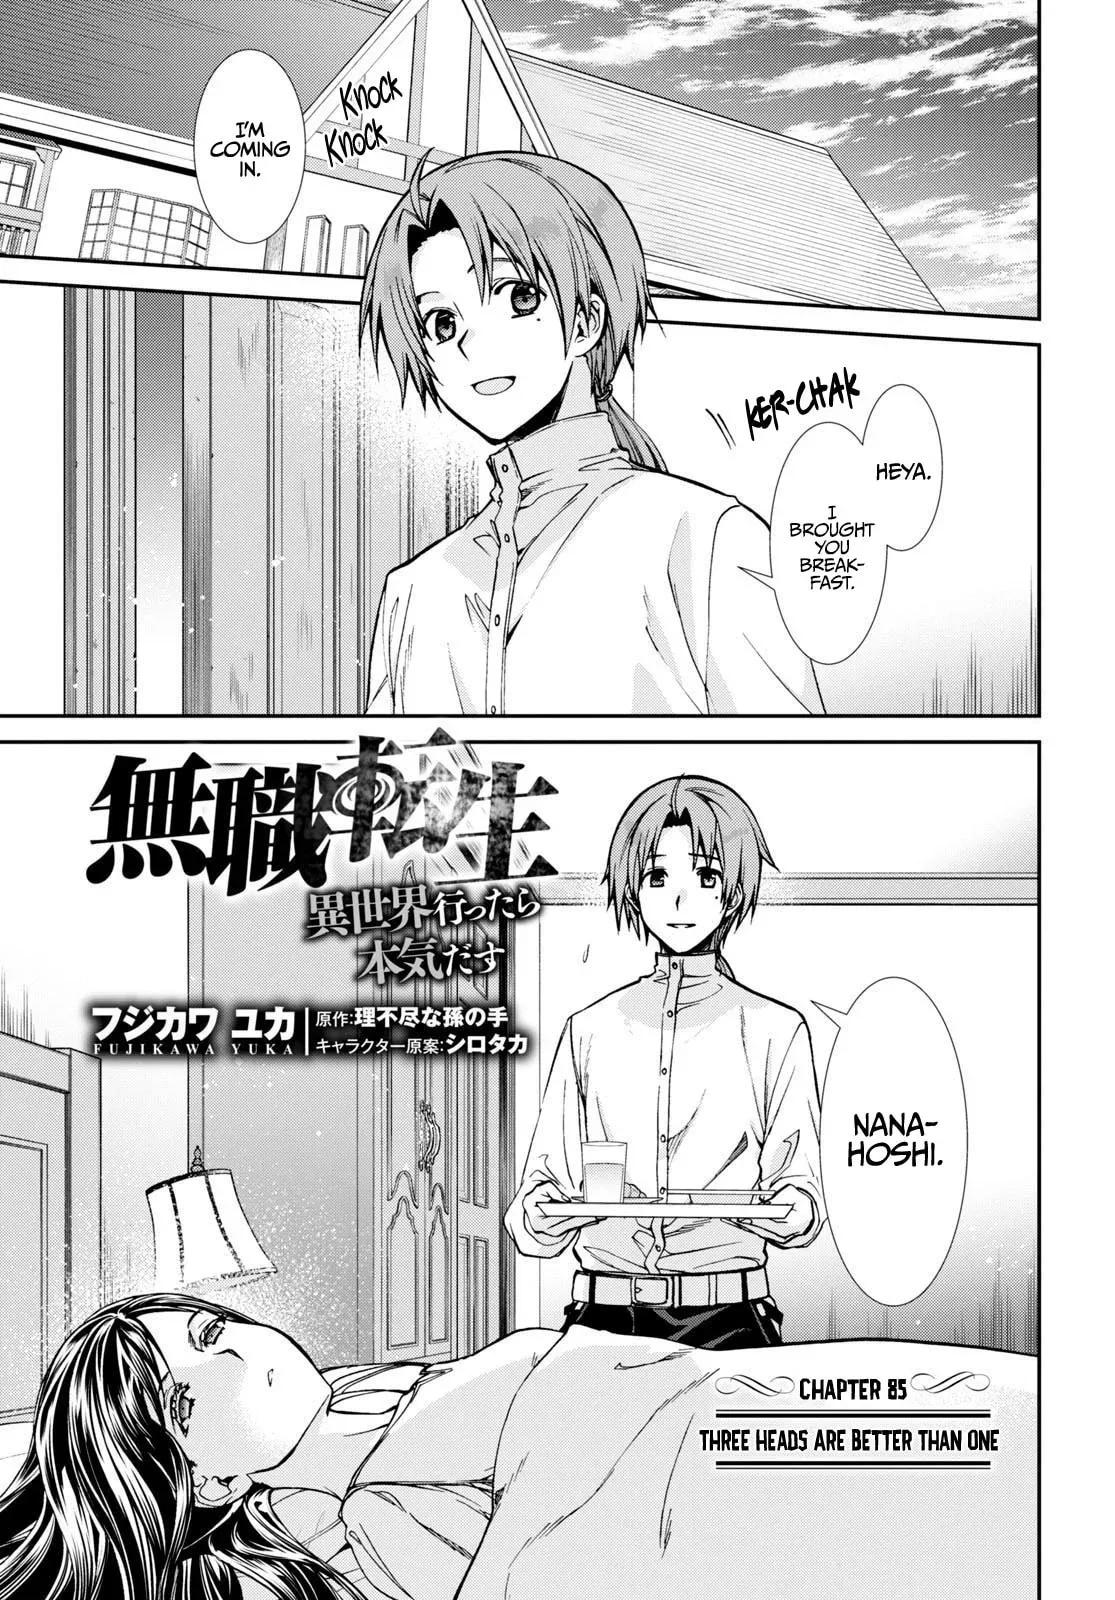 KNOCK
KNOCK
I'M
COMING
IN.
KER-CHAK
HEYA.
I
BROUGHT
YOU
BREAK-
FAST.
無職転生
異世界行ったら
本気だす
フジカワ ユカ
FUJIKAWA YUKA
原作:理不尽な孫の手
キャラクター原案:シロタカ
NANA-
HOSHI.
CHAPTER 85
THREE HEADS ARE BETTER THAN ONE